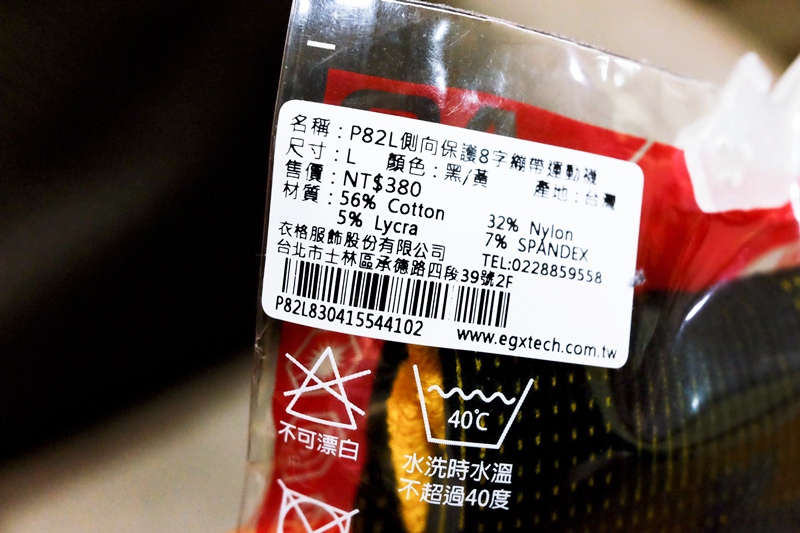 名稱：P82L側向保護8字繃帶運動襪
尺寸：L 顏色：黑/黃 產地：台灣
售價：NT$380
材質：56% Cotton 32% Nylon
5% Lycra 7% SPANDEX
衣格服飾股份有限公司 TEL:0228859558
台北市士林區承德路四段39號2F
P82L830415544102 www.egxtech.com.tw
不可漂白
40℃
水洗時水溫
不超過40度